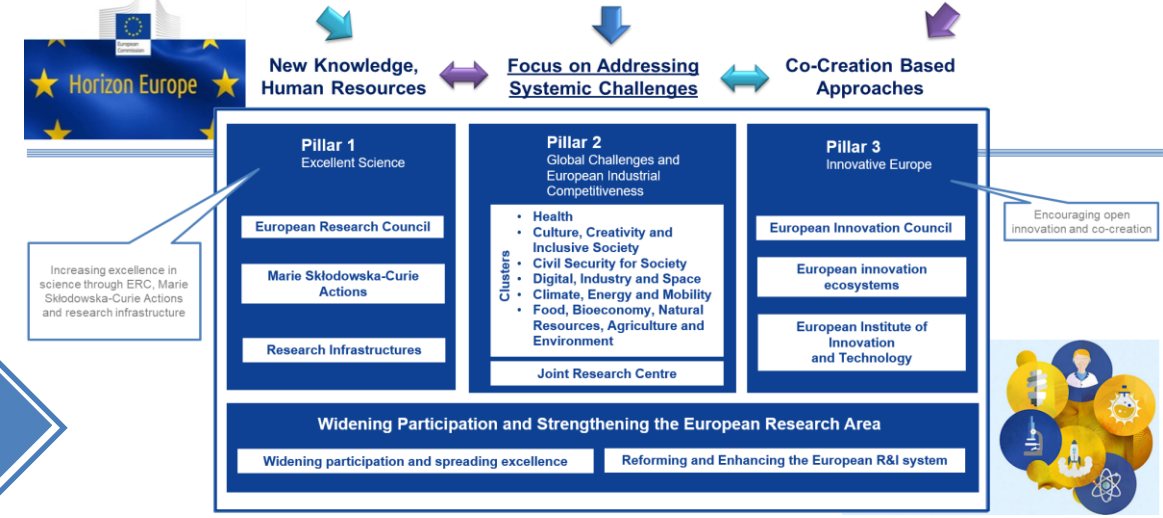 European
Commission
Horizon Europe
New Knowledge,
Human Resources
Focus on Addressing
Systemic Challenges
Co-Creation Based
Approaches
Pillar 1
Excellent Science
European Research Council
Marie Skłodowska-Curie
Actions
Research Infrastructures
Increasing excellence in
science through ERC, Marie
Skłodowska-Curie Actions
and research infrastructure
Pillar 2
Global Challenges and
European Industrial
Competitiveness
Clusters
• Health
• Culture, Creativity and
Inclusive Society
• Civil Security for Society
• Digital, Industry and Space
• Climate, Energy and Mobility
• Food, Bioeconomy, Natural
Resources, Agriculture and
Environment
Joint Research Centre
Pillar 3
Innovative Europe
European Innovation Council
European innovation
ecosystems
European Institute of
Innovation
and Technology
Encouraging open
innovation and co-creation
Widening Participation and Strengthening the European Research Area
Widening participation and spreading excellence
Reforming and Enhancing the European R&I system